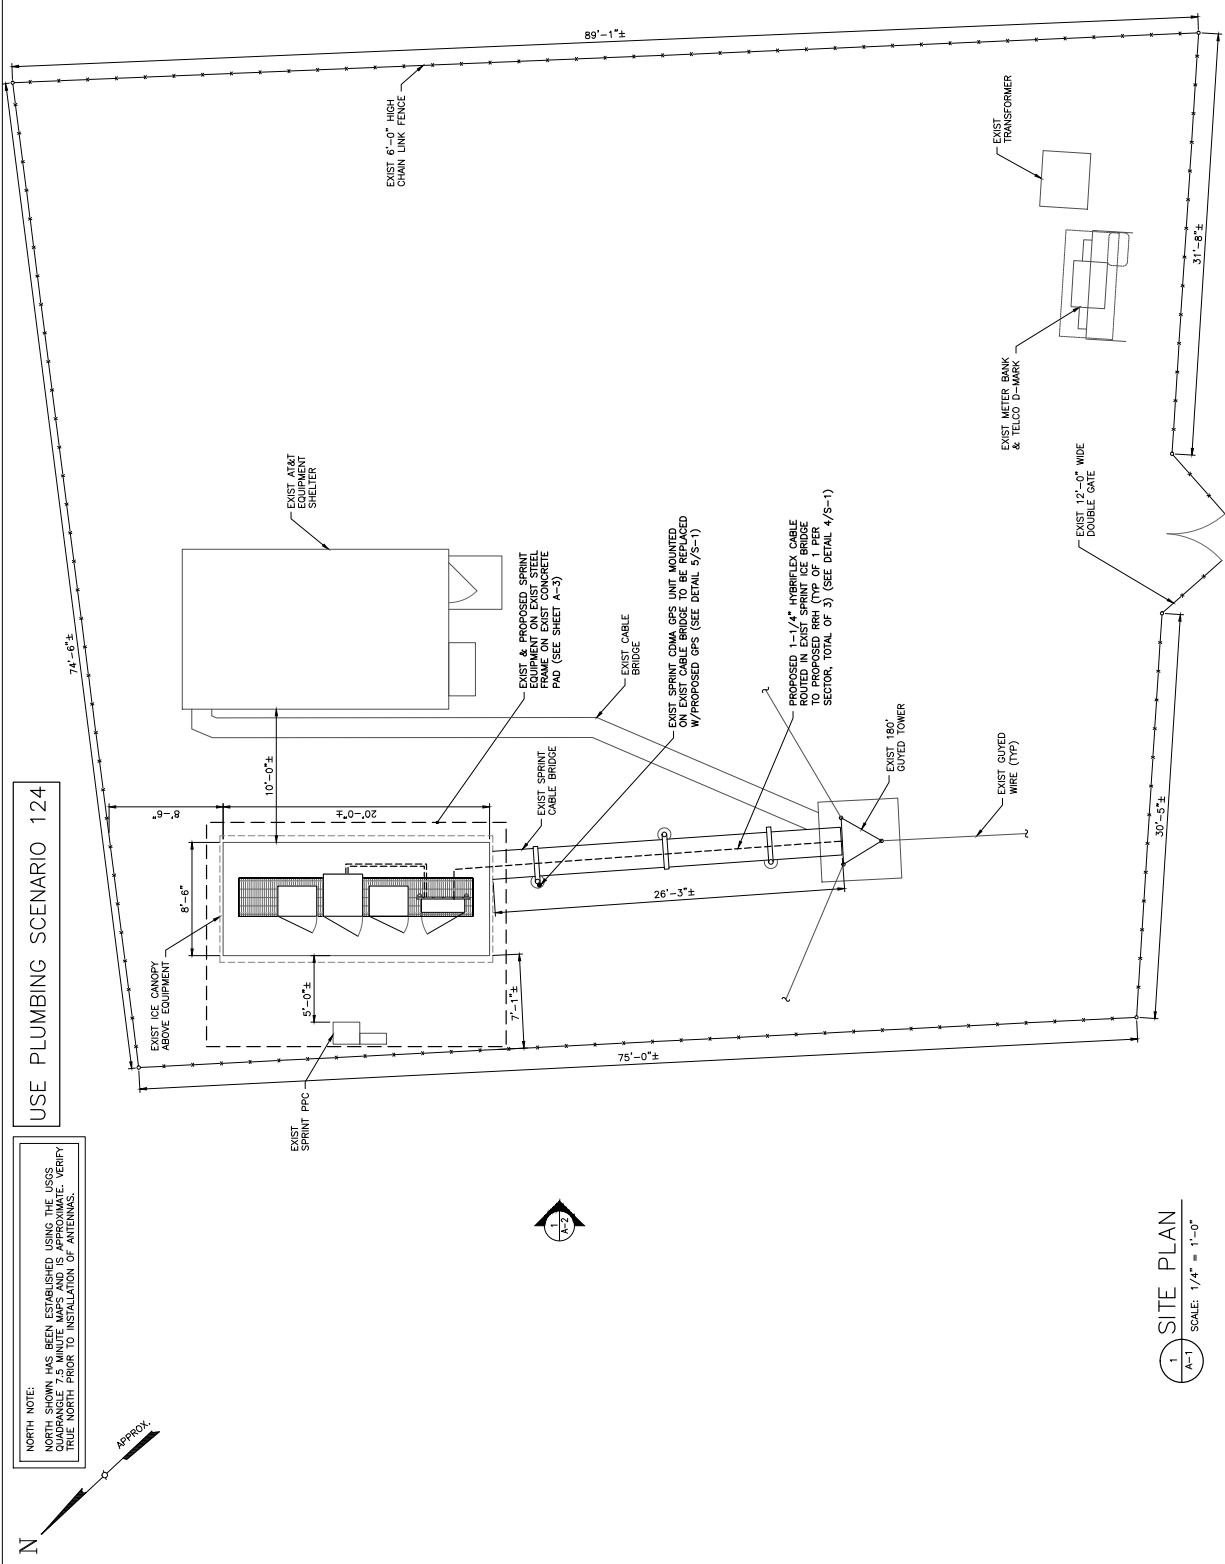 NORTH NOTE:
NORTH SHOWN HAS BEEN ESTABLISHED USING THE USGS
QUADRANGLE 7.5 MINUTE MAPS AND IS APPROXIMATE. VERIFY
TRUE NORTH PRIOR TO INSTALLATION OF ANTENNAS.
USE PLUMBING SCENARIO 124
N
APPROX.
89'-1"±
EXIST 6'-0" HIGH
CHAIN LINK FENCE
EXIST
TRANSFORMER
74'-6"±
31'-8"±
EXIST METER BANK
& TELCO D-MARK
EXIST AT&T
EQUIPMENT
SHELTER
EXIST 12'-0" WIDE
DOUBLE GATE
EXIST & PROPOSED SPRINT
EQUIPMENT ON EXIST STEEL
FRAME ON EXIST CONCRETE
PAD (SEE SHEET A-3)
EXIST CABLE
BRIDGE
EXIST SPRINT CDMA GPS UNIT MOUNTED
ON EXIST CABLE BRIDGE TO BE REPLACED
W/PROPOSED GPS (SEE DETAIL 5/S-1)
PROPOSED 1-1/4" HYBRIFLEX CABLE
ROUTED IN EXIST SPRINT ICE BRIDGE
TO PROPOSED RRH (TYP OF 1 PER
SECTOR, TOTAL OF 3) (SEE DETAIL 4/S-1)
10'-0"±
8'-6"±
20'-0"±
EXIST SPRINT
CABLE BRIDGE
EXIST 180'
GUYED TOWER
EXIST GUYED
WIRE (TYP)
8'-6"
26'-3"±
30'-5"±
EXIST ICE CANOPY
ABOVE EQUIPMENT
5'-0"±
7'-1"±
75'-0"±
EXIST
SPRINT PPC
1
A-2
1
A-1
SITE PLAN
SCALE: 1/4" = 1'-0"